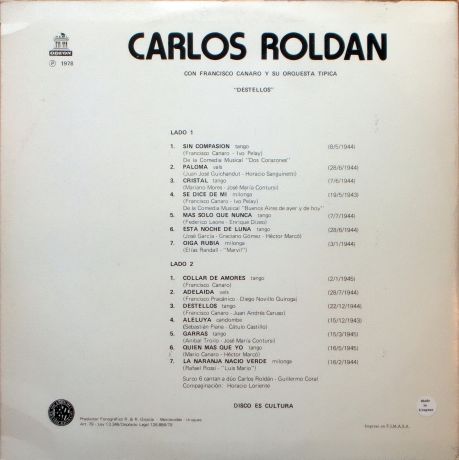 ODEON
CARLOS ROLDAN
℗ 1978
CON FRANCISCO CANARO Y SU ORQUESTA TIPICA
"DESTELLOS"
LADO 1
1. SIN COMPASION tango (8/5/1944)
(Francisco Canaro - Ivo Pelay)
De la Comedia Musical "Dos Corazones"
2. PALOMA vals (28/6/1944)
(Juan José Guichandut - Horacio Sanguinetti)
3. CRISTAL tango (7/6/1944)
(Mariano Mores - José María Contursi)
4. SE DICE DE MI milonga (19/5/1943)
(Francisco Canaro - Ivo Pelay)
De la Comedia Musical "Buenos Aires de ayer y de hoy"
5. MAS SOLO QUE NUNCA tango (7/7/1944)
(Federico Leone - Enrique Dizeo)
6. ESTA NOCHE DE LUNA tango (28/6/1944)
(José García - Graciano Gómez - Héctor Marcó)
7. OIGA RUBIA milonga (3/1/1944)
(Elías Randall - "Marvil")
LADO 2
1. COLLAR DE AMORES tango (2/1/1945)
(Francisco Canaro)
2. ADELAIDA vals (28/7/1944)
(Francisco Pracánico - Diego Novillo Quiroga)
3. DESTELLOS tango (22/12/1944)
(Francisco Canaro - Juan Andrés Caruso)
4. ALELUYA candombe (15/12/1943)
(Sebastián Piana - Cátulo Castillo)
5. GARRAS tango (15/3/1945)
(Anibal Troilo - José María Contursi)
6. QUIEN MAS QUE YO tango (16/5/1945)
(Mario Canaro - Héctor Marcó)
7. LA NARANJA NACIO VERDE milonga (16/2/1944)
(Rafael Rossi - "Luis Mario")
Surco 6 cantan a dúo Carlos Roldán - Guillermo Coral
Compaginación: Horacio Loriente
DISCO ES CULTURA
Productor Fonográfico R. & R. Gioscia - Montevideo - Uruguay
Made in Uruguay